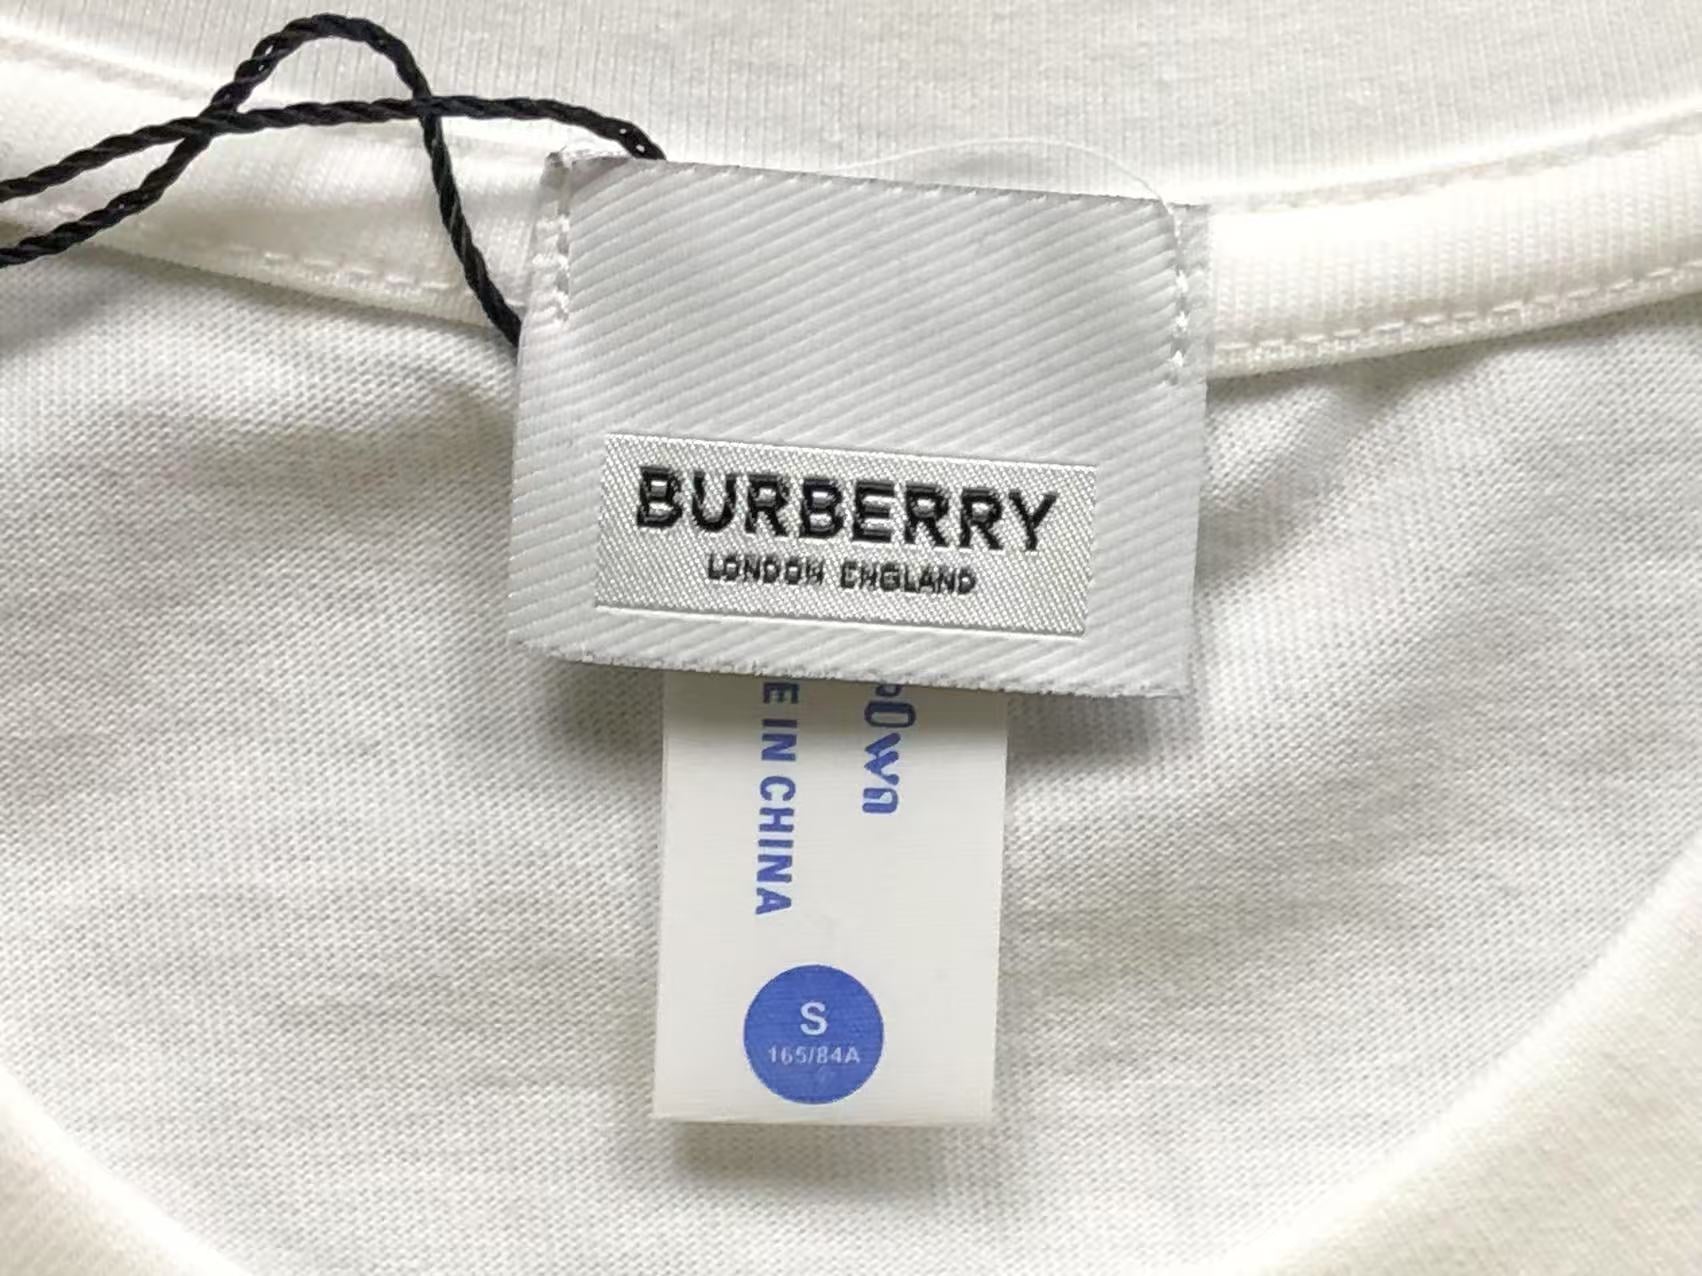 BURBERRY
LONDON ENGLAND
E IN CHINA
S
165/84A